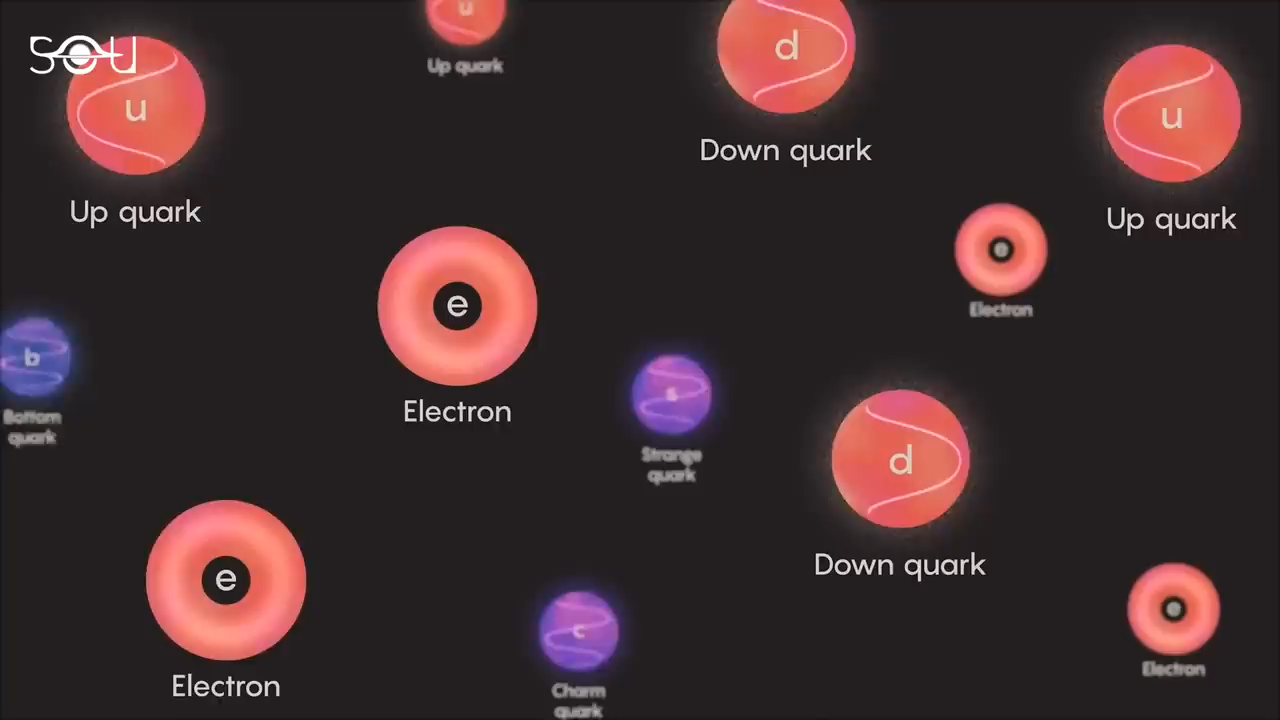 SOU
u
Up quark
u
Up quark
d
Down quark
u
Up quark
e
Electron
e
Electron
b
Bottom
quark
s
Strange
quark
d
Down quark
e
Electron
c
Charm
quark
e
Electron